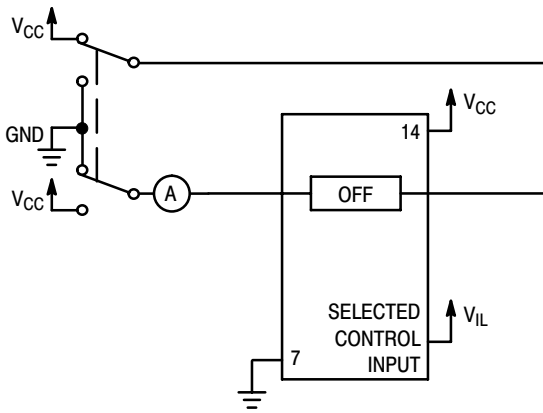 VCC
GND
VCC
A
14
VCC
OFF
SELECTED
CONTROL
INPUT
VIL
7